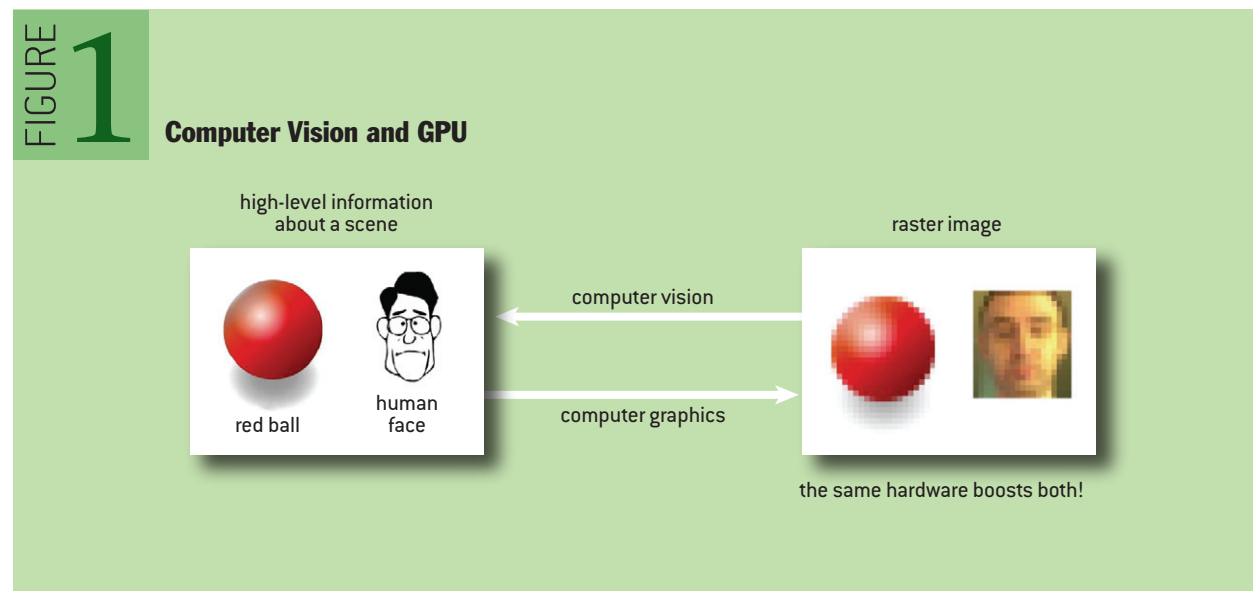 FIGURE
1
Computer Vision and GPU
high-level information
about a scene
red ball
human
face
computer vision
computer graphics
raster image
the same hardware boosts both!